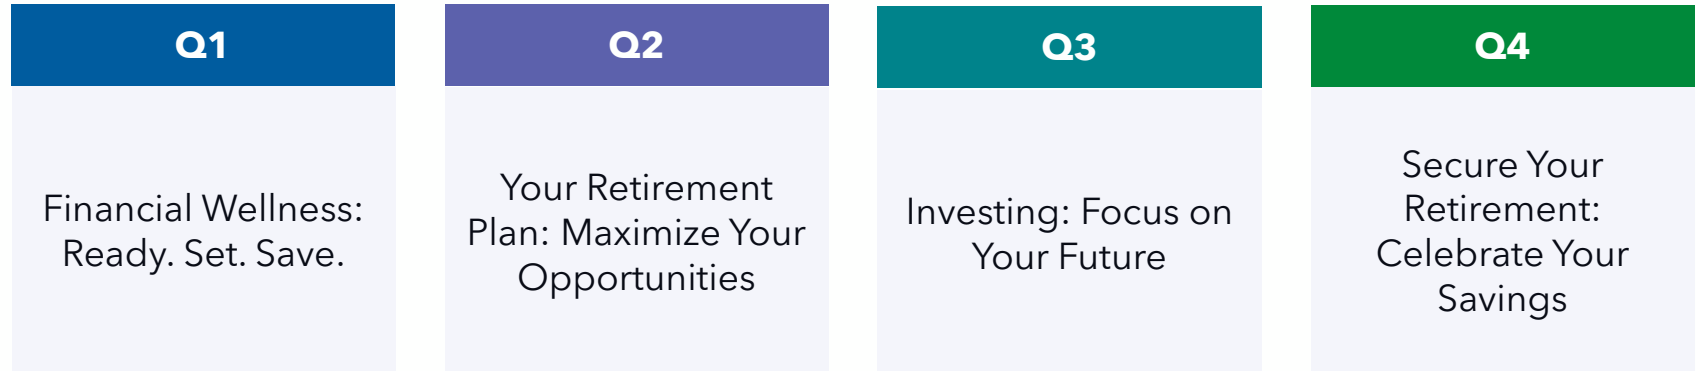 Q1
Financial Wellness:
Ready. Set. Save.
Q2
Your Retirement
Plan: Maximize Your
Opportunities
Q3
Investing: Focus on
Your Future
Q4
Secure Your
Retirement:
Celebrate Your
Savings